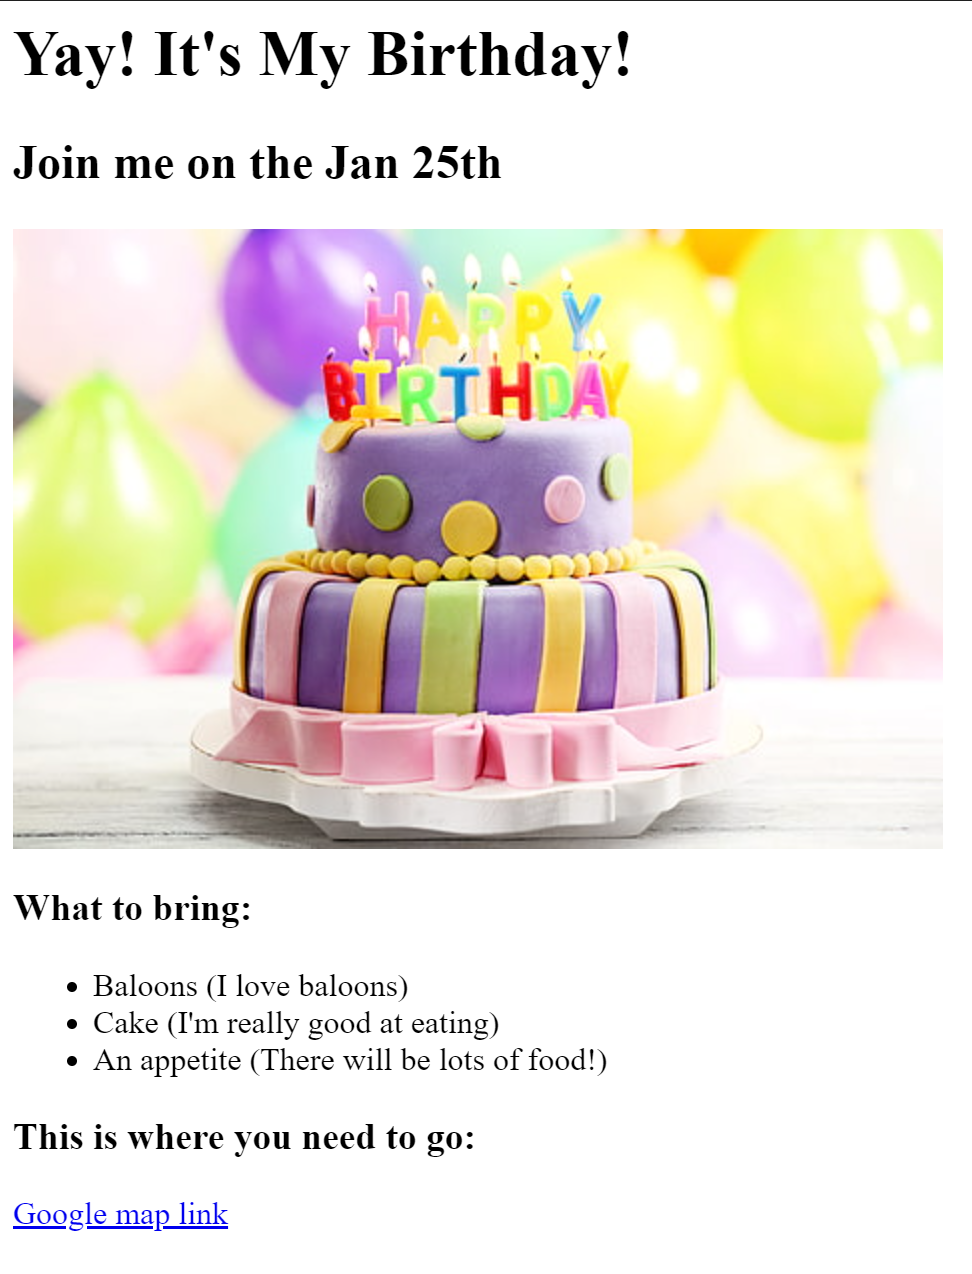 Yay! It's My Birthday!
Join me on the Jan 25th
HAPPY
BIRTHDAY
What to bring:
Baloons (I love baloons)
Cake (I'm really good at eating)
An appetite (There will be lots of food!)
This is where you need to go:
Google map link